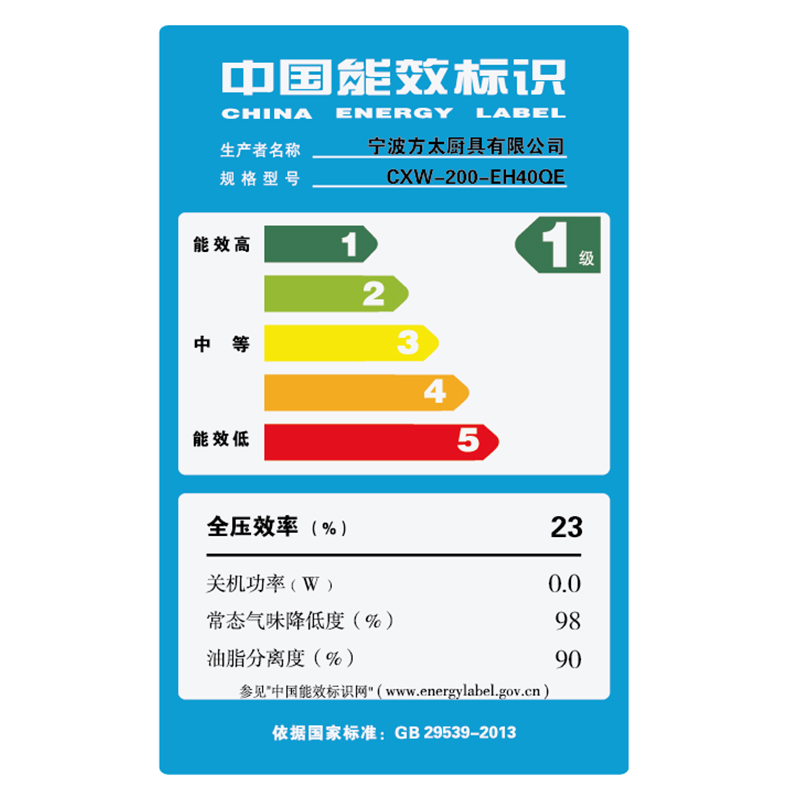 中国能效标识
CHINA ENERGY LABEL
生产者名称 宁波方太厨具有限公司
规格型号 CXW-200-EH40QE
能效高 1 1级
2
中等 3
4
能效低 5
全压效率（%） 23
关机功率（W） 0.0
常态气味降低度（%） 98
油脂分离度（%） 90
参见"中国能效标识网"（www.energylabel.gov.cn）
依据国家标准：GB 29539-2013